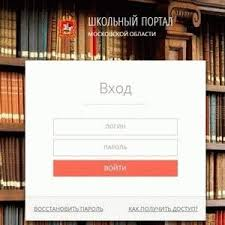 ШКОЛЬНЫЙ ПОРТАЛ
МОСКОВСКОЙ ОБЛАСТИ
Вход
ЛОГИН
ПАРОЛЬ
ВОЙТИ
ВОССТАНОВИТЬ ПАРОЛЬ КАК ПОЛУЧИТЬ ДОСТУП?